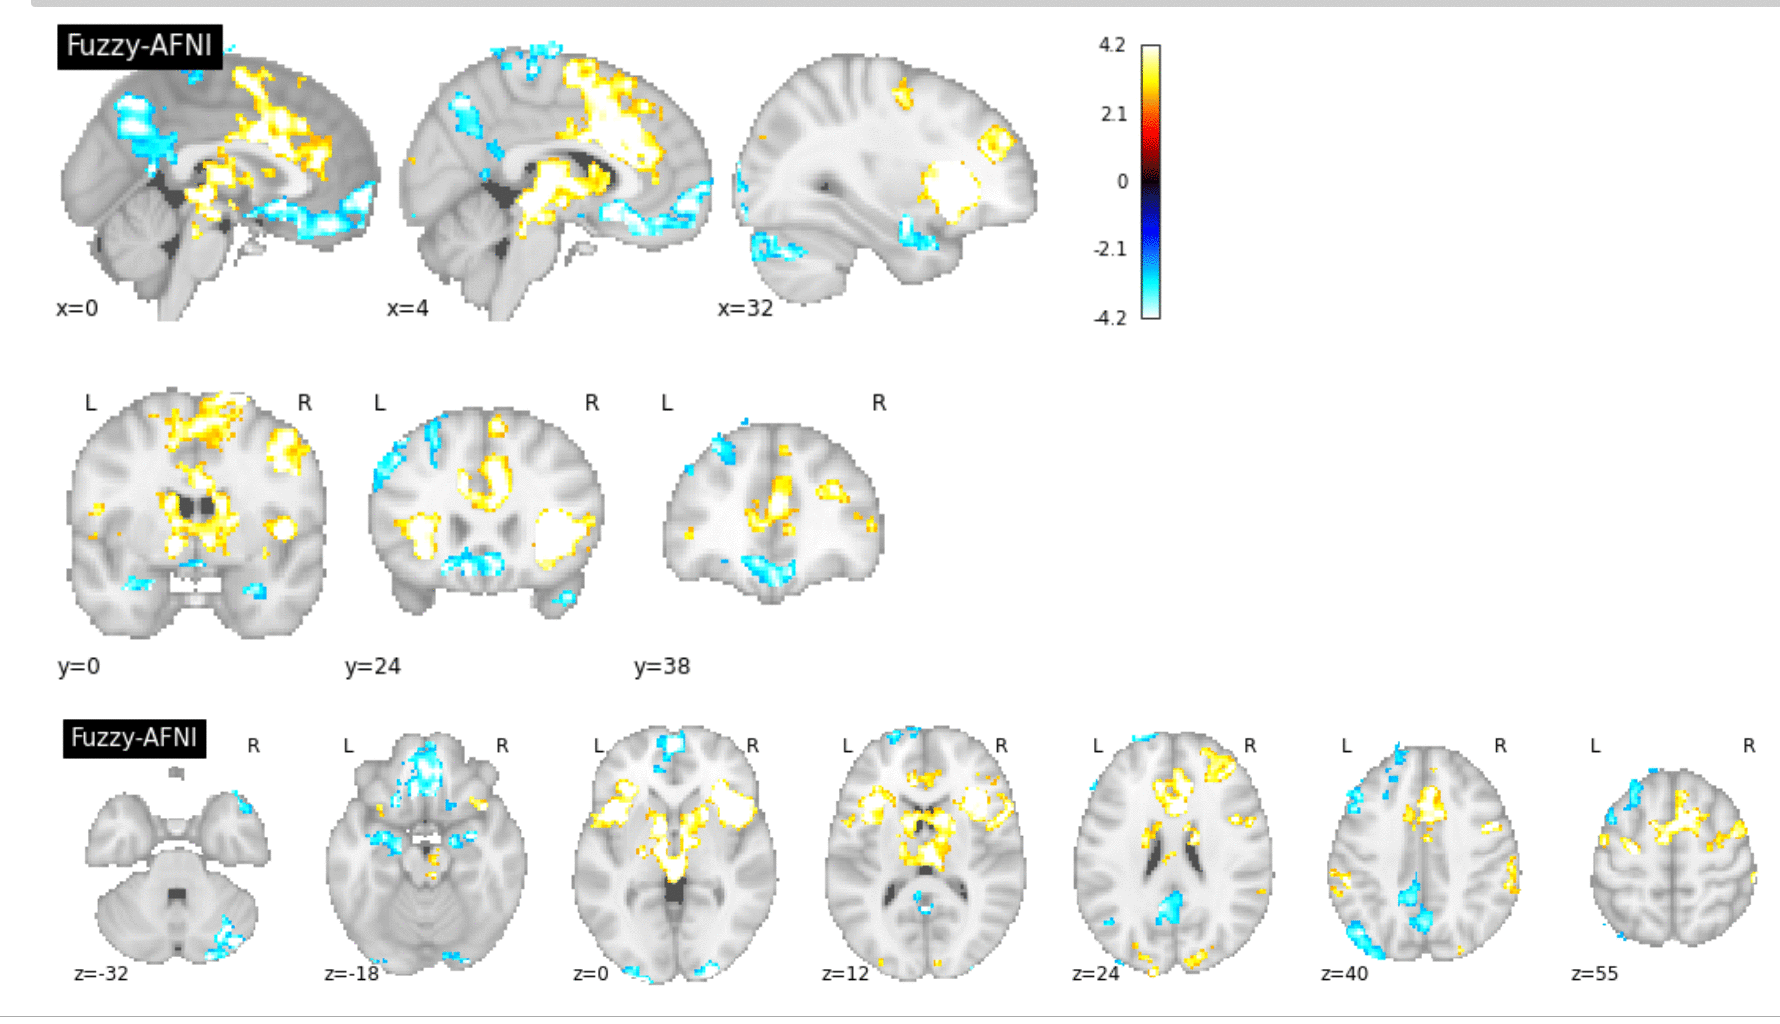 Fuzzy-AFNI
x=0
x=4
x=32
4.2
2.1
0
-2.1
-4.2
L R
L R
L R
y=0
y=24
y=38
Fuzzy-AFNI
R
L R
L R
L R
L R
L R
L R
z=-32
z=-18
z=0
z=12
z=24
z=40
z=55